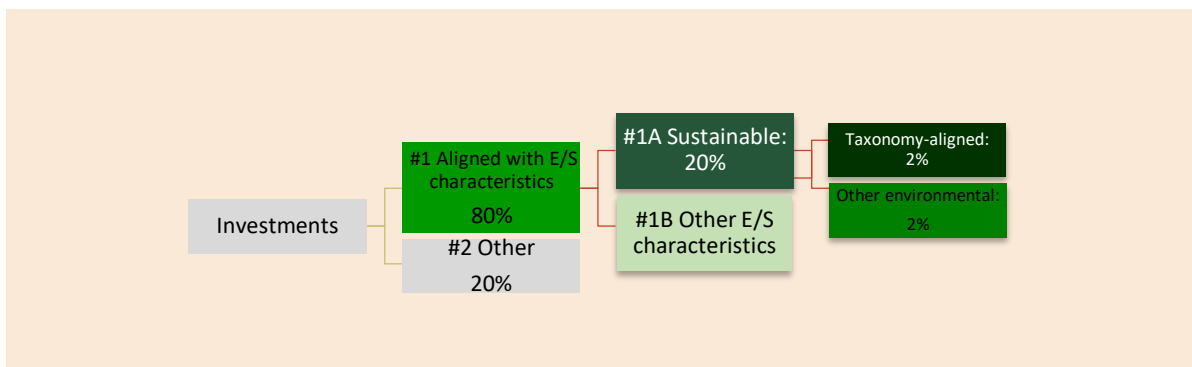 Investments
#1 Aligned with E/S
characteristics
80%
#2 Other
20%
#1A Sustainable:
20%
#1B Other E/S
characteristics
Taxonomy-aligned:
2%
Other environmental:
2%